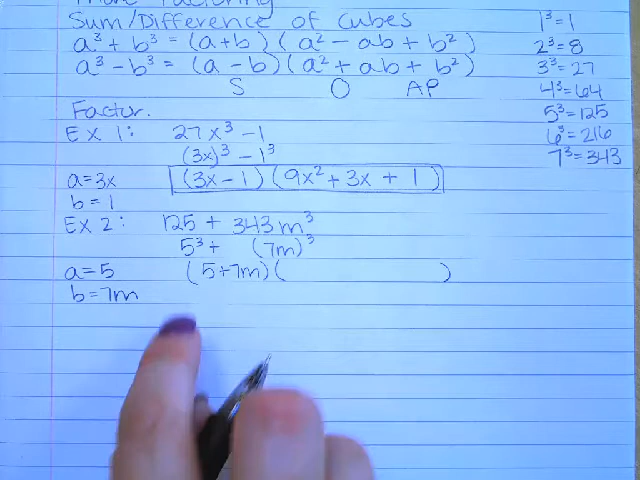 More Factoring
Sum/Difference of Cubes
a³ + b³ = (a+b)(a² - ab + b²)
a³ - b³ = (a - b)(a² + ab + b²)
S O AP
Factor.
Ex 1: 27x³ - 1
(3x)³ - 1³
a=3x (3x-1)(9x²+3x+1)
b=1
Ex 2: 125 + 343m³
5³ + (7m)³
a=5 (5+7m)( )
b=7m
1³=1
2³=8
3³=27
4³=64
5³=125
6³=216
7³=343